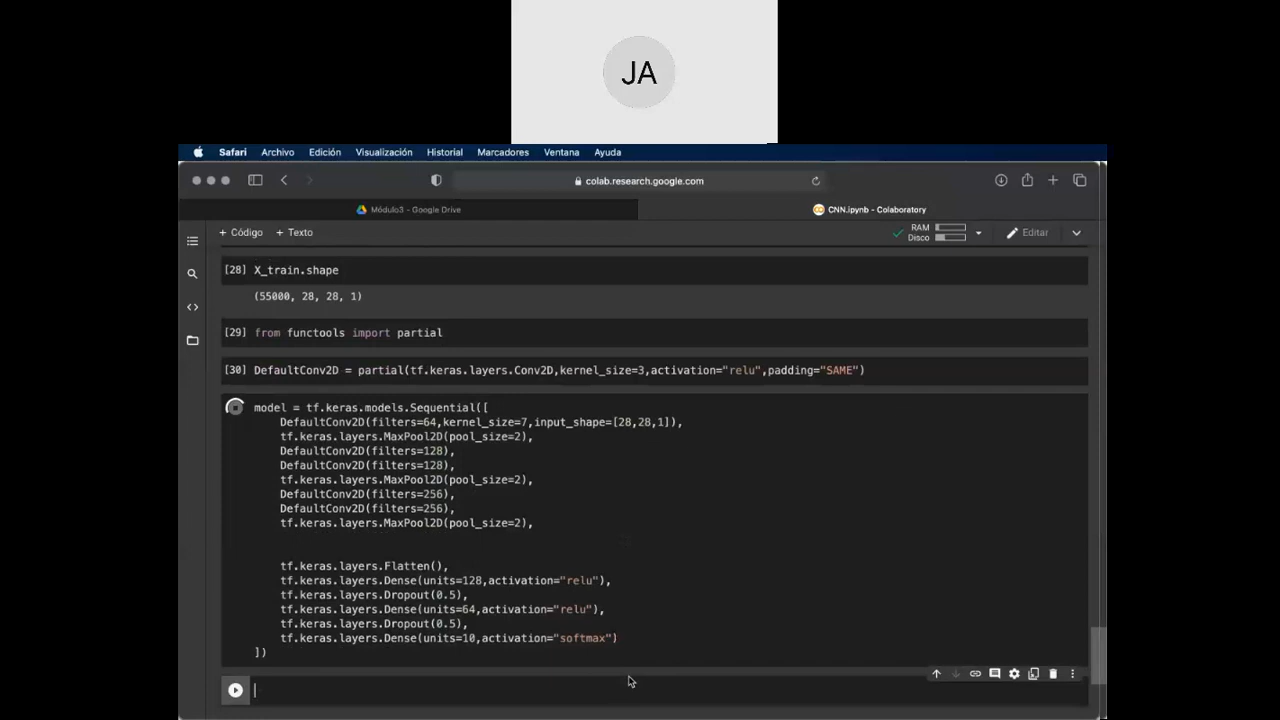 JA
Safari Archivo Edición Visualización Historial Marcadores Ventana Ayuda
colab.research.google.com
Módulo3 - Google Drive
CNN.ipynb - Colaboratory
+ Código + Texto
RAM
Disco
Editar
[28] X_train.shape
(55000, 28, 28, 1)
[29] from functools import partial
[30] DefaultConv2D = partial(tf.keras.layers.Conv2D,kernel_size=3,activation="relu",padding="SAME")
model = tf.keras.models.Sequential([
DefaultConv2D(filters=64,kernel_size=7,input_shape=[28,28,1]),
tf.keras.layers.MaxPool2D(pool_size=2),
DefaultConv2D(filters=128),
DefaultConv2D(filters=128),
tf.keras.layers.MaxPool2D(pool_size=2),
DefaultConv2D(filters=256),
DefaultConv2D(filters=256),
tf.keras.layers.MaxPool2D(pool_size=2),
tf.keras.layers.Flatten(),
tf.keras.layers.Dense(units=128,activation="relu"),
tf.keras.layers.Dropout(0.5),
tf.keras.layers.Dense(units=64,activation="relu"),
tf.keras.layers.Dropout(0.5),
tf.keras.layers.Dense(units=10,activation="softmax")
])